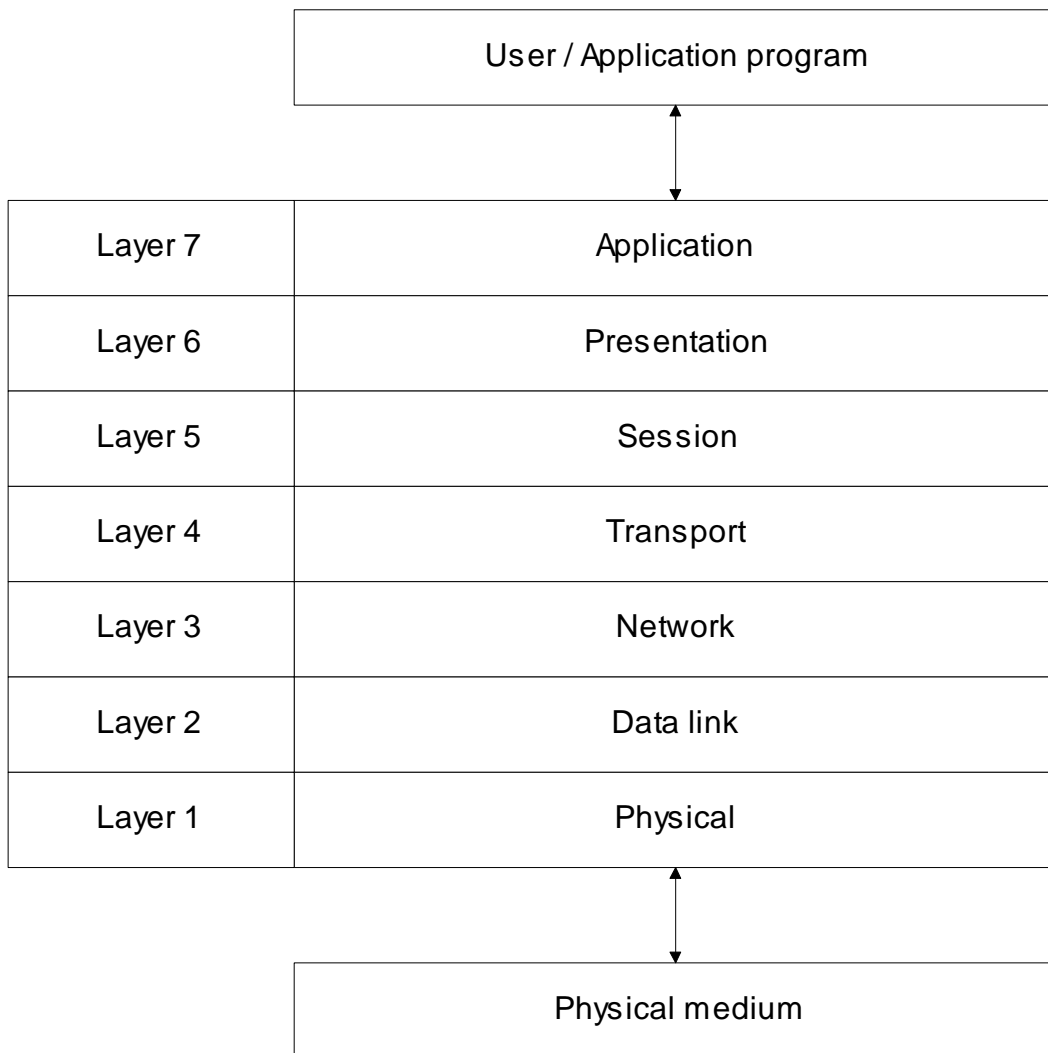 User / Application program
Layer 7 Application
Layer 6 Presentation
Layer 5 Session
Layer 4 Transport
Layer 3 Network
Layer 2 Data link
Layer 1 Physical
Physical medium